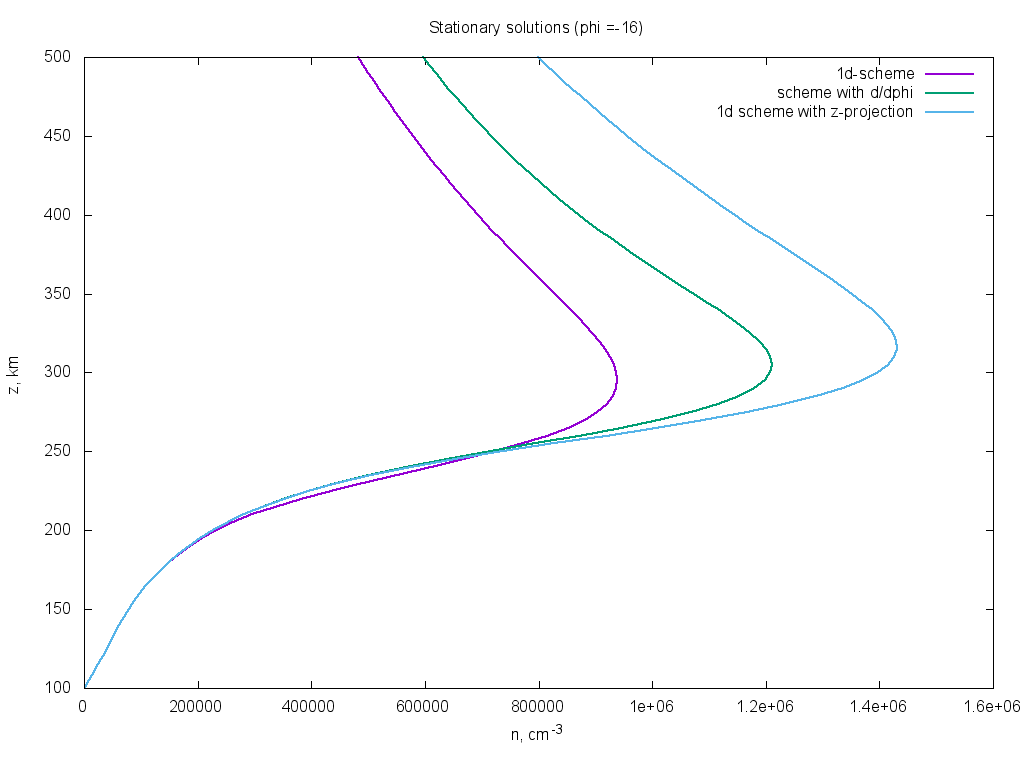 Stationary solutions (phi =-16)
500
450
400
350
300
250
200
150
100
z, km
1d-scheme
scheme with d/dphi
1d scheme with z-projection
0
200000
400000
600000
800000
1e+06
1.2e+06
1.4e+06
1.6e+06
n, cm-3